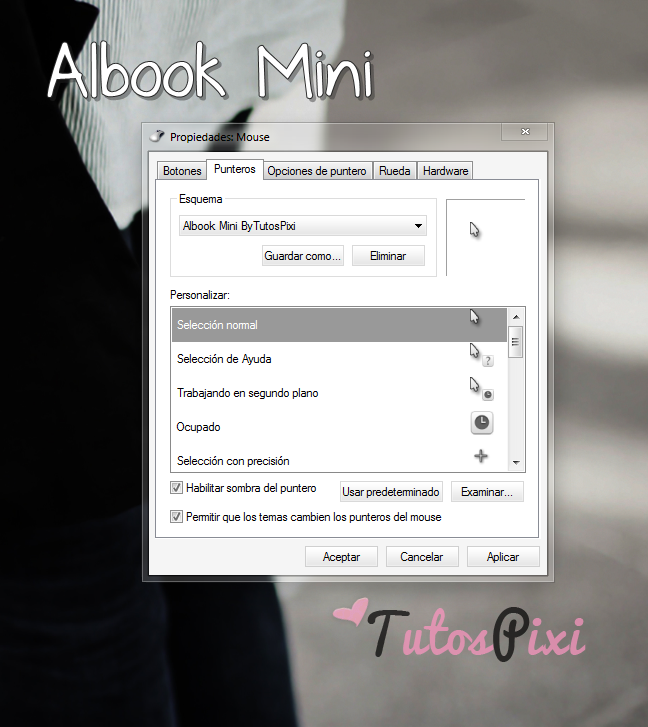 Albook Mini
Propiedades: Mouse
Botones Punteros Opciones de puntero Rueda Hardware
Esquema
Albook Mini ByTutosPixi
Guardar como... Eliminar
Personalizar:
Selección normal
Selección de Ayuda
Trabajando en segundo plano
Ocupado
Selección con precisión
Habilitar sombra del puntero Usar predeterminado Examinar...
Permitir que los temas cambien los punteros del mouse
Aceptar Cancelar Aplicar
TutosPixi